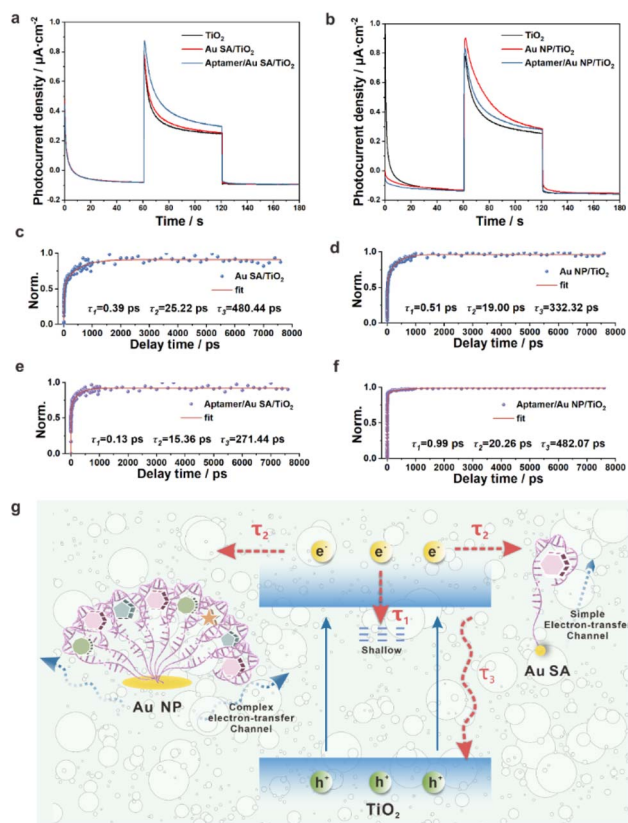 a
Photocurrent density / μA·cm-2
0.8
0.6
0.4
0.2
0.0
0.2
0 20 40 60 80 100 120 140 160 180
Time / s
TiO2
Au SA/TiO2
Aptamer/Au SA/TiO2
b
Photocurrent density / μA·cm-2
1.0
0.8
0.6
0.4
0.2
0.0
0.2
0 20 40 60 80 100 120 140 160 180
Time / s
TiO2
Au NP/TiO2
Aptamer/Au NP/TiO2
c
Norm.
1.0
0.5
0.0
Au SA/TiO2
fit
τ1=0.39 ps τ2=25.22 ps τ3=480.44 ps
0 1000 2000 3000 4000 5000 6000 7000 8000
Delay time / ps
d
Norm.
1.0
0.5
0.0
Au NP/TiO2
fit
τ1=0.51 ps τ2=19.00 ps τ3=332.32 ps
0 1000 2000 3000 4000 5000 6000 7000 8000
Delay time / ps
e
Norm.
1.0
0.5
0.0
Aptamer/Au SA/TiO2
fit
τ1=0.13 ps τ2=15.36 ps τ3=271.44 ps
0 1000 2000 3000 4000 5000 6000 7000 8000
Delay time / ps
f
Norm.
1.0
0.5
0.0
Aptamer/Au NP/TiO2
fit
τ1=0.99 ps τ2=20.26 ps τ3=482.07 ps
0 1000 2000 3000 4000 5000 6000 7000 8000
Delay time / ps
g
τ2
e- e- e-
τ2
τ1
Shallow
τ3
Au NP
Complex
electron-transfer
Channel
Simple
Electron-transfer
Channel
Au SA
h+ h+ h+
TiO2